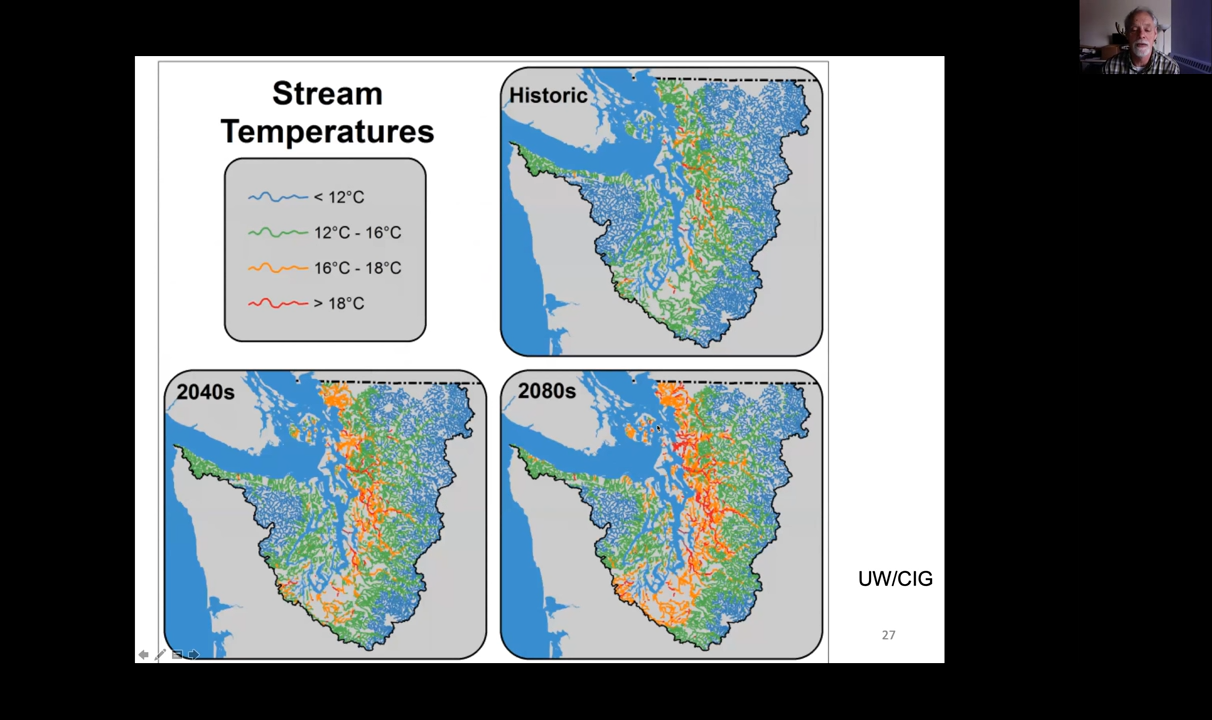 Stream
Temperatures
< 12°C
12°C - 16°C
16°C - 18°C
> 18°C
Historic
2040s
2080s
UW/CIG
27